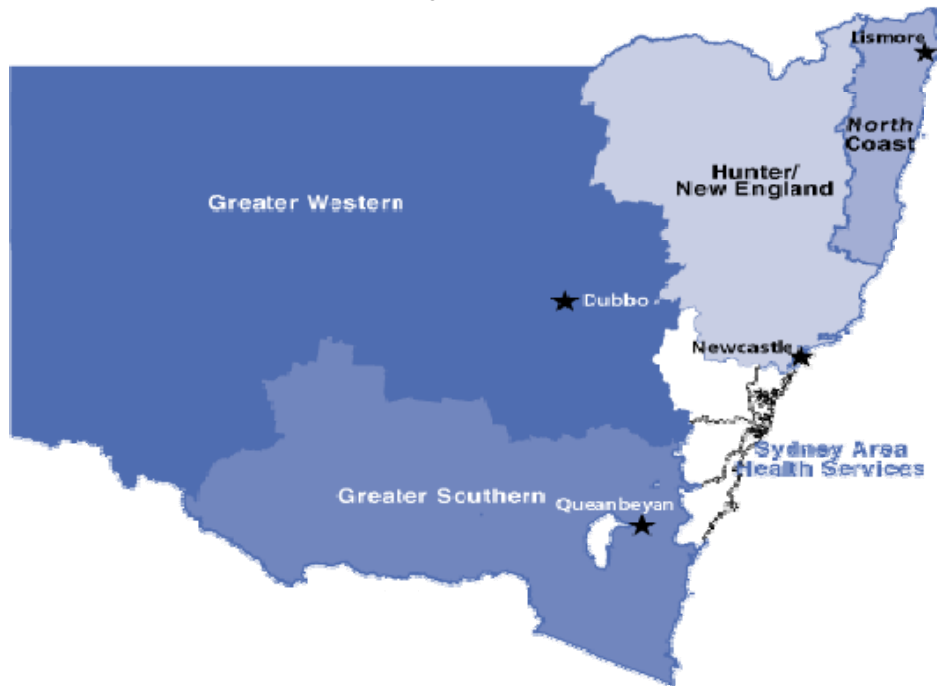 Lismore
North
Coast
Hunter/
New England
Greater Western
Dubbo
Newcastle
Sydney Area
Health Services
Greater Southern
Queanbeyan